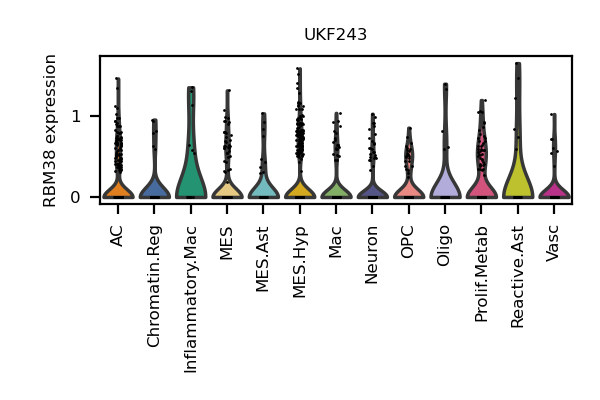 UKF243
RBM38 expression
1
0
AC
Chromatin.Reg
Inflammatory.Mac
MES
MES.Ast
MES.Hyp
Mac
Neuron
OPC
Oligo
Prolif.Metab
Reactive.Ast
Vasc